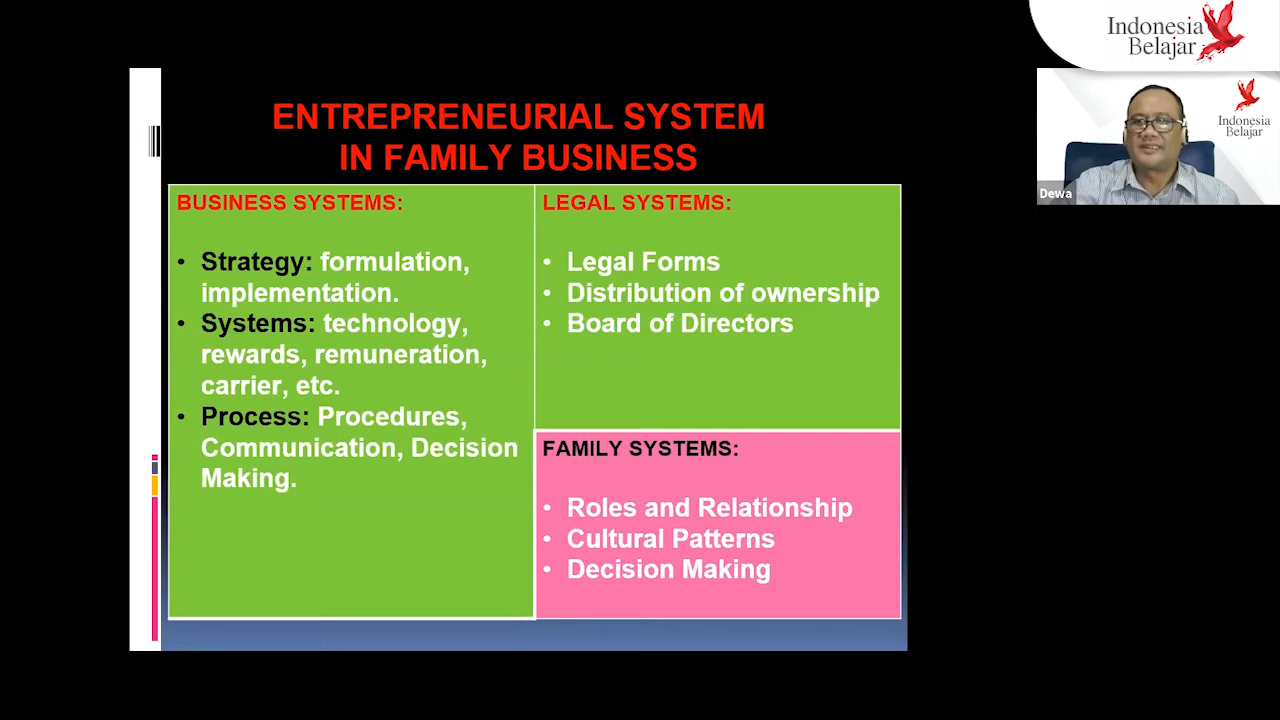 Indonesia
Belajar
ENTREPRENEURIAL SYSTEM
IN FAMILY BUSINESS
BUSINESS SYSTEMS:
• Strategy: formulation,
implementation.
• Systems: technology,
rewards, remuneration,
carrier, etc.
• Process: Procedures,
Communication, Decision
Making.
LEGAL SYSTEMS:
• Legal Forms
• Distribution of ownership
• Board of Directors
FAMILY SYSTEMS:
• Roles and Relationship
• Cultural Patterns
• Decision Making
Indonesia
Belajar
Dewa